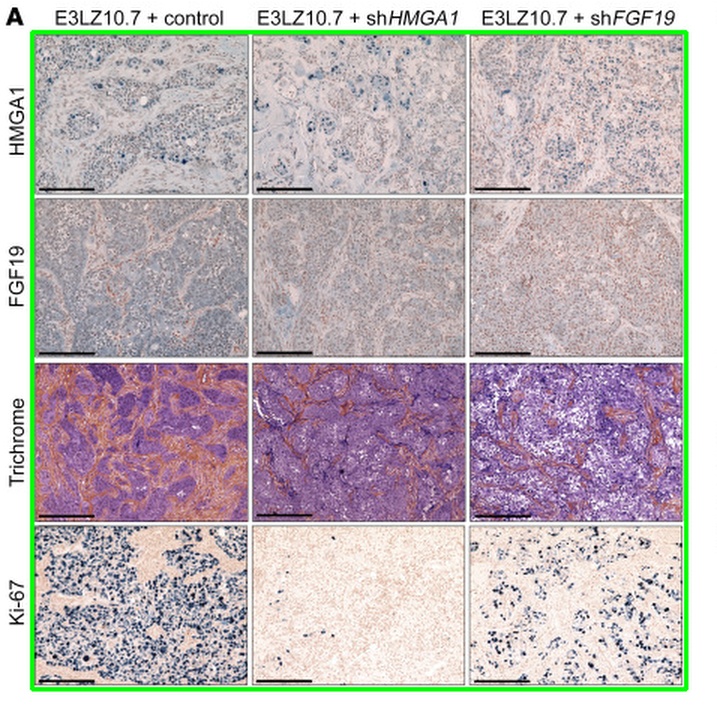 A
E3LZ10.7 + control E3LZ10.7 + shHMGA1 E3LZ10.7 + shFGF19
HMGA1
FGF19
Trichrome
Ki-67